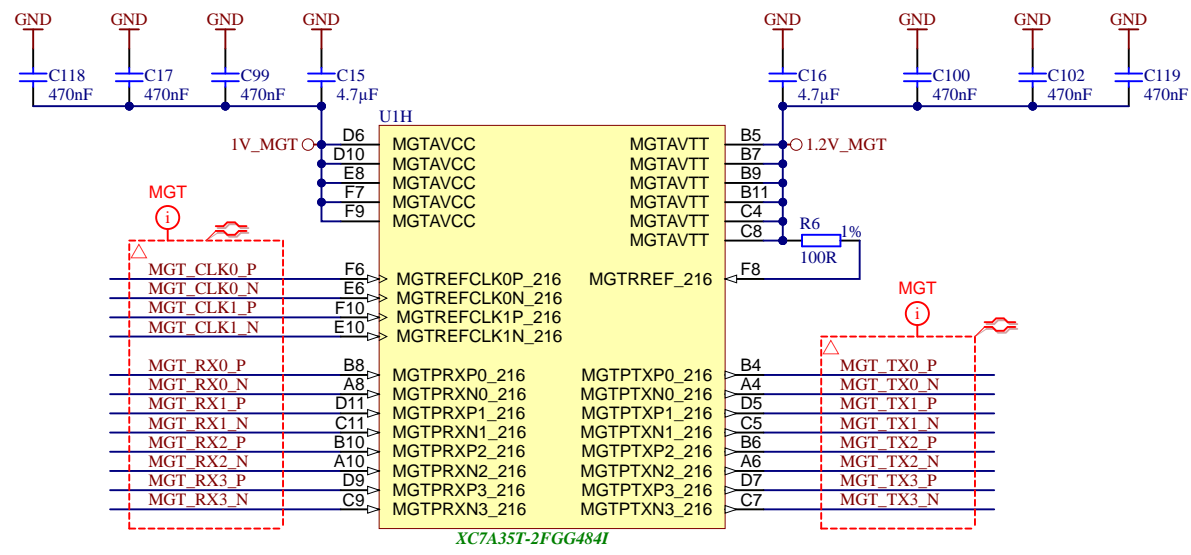 GND GND GND GND GND GND GND GND
C118 C17 C99 C15 C16 C100 C102 C119
470nF 470nF 470nF 4.7µF 4.7µF 470nF 470nF 470nF
U1H
1V_MGT D6 MGTAVCC MGTAVTT B5 1.2V_MGT
D10 MGTAVCC MGTAVTT B7
E8 MGTAVCC MGTAVTT B9
F7 MGTAVCC MGTAVTT B11
F9 MGTAVCC MGTAVTT C4
MGT
i
MGTAVTT C8 R6 1%
100R
MGT_CLK0_P F6 MGTREFCLK0P_216 MGTRREF_216 F8
MGT_CLK0_N E6 MGTREFCLK0N_216
MGT_CLK1_P F10 MGTREFCLK1P_216
MGT_CLK1_N E10 MGTREFCLK1N_216
MGT
i
MGT_RX0_P B8 MGTPRXP0_216 MGTPTXP0_216 B4 MGT_TX0_P
MGT_RX0_N A8 MGTPRXN0_216 MGTPTXN0_216 A4 MGT_TX0_N
MGT_RX1_P D11 MGTPRXP1_216 MGTPTXP1_216 D5 MGT_TX1_P
MGT_RX1_N C11 MGTPRXN1_216 MGTPTXN1_216 C5 MGT_TX1_N
MGT_RX2_P B10 MGTPRXP2_216 MGTPTXP2_216 B6 MGT_TX2_P
MGT_RX2_N A10 MGTPRXN2_216 MGTPTXN2_216 A6 MGT_TX2_N
MGT_RX3_P D9 MGTPRXP3_216 MGTPTXP3_216 D7 MGT_TX3_P
MGT_RX3_N C9 MGTPRXN3_216 MGTPTXN3_216 C7 MGT_TX3_N
XC7A35T-2FGG484I